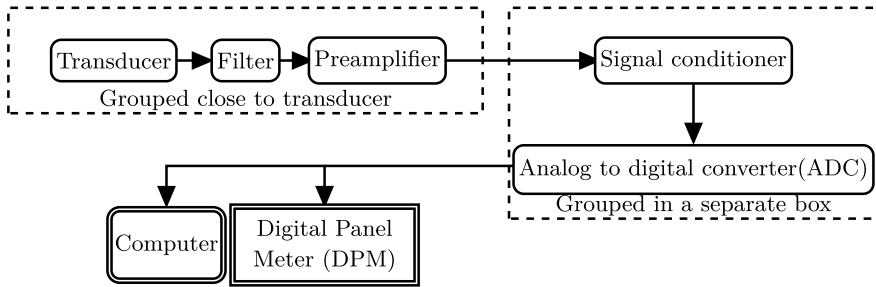 Transducer
Filter
Preamplifier
Signal conditioner
Grouped close to transducer
Analog to digital converter(ADC)
Grouped in a separate box
Computer
Digital Panel
Meter (DPM)